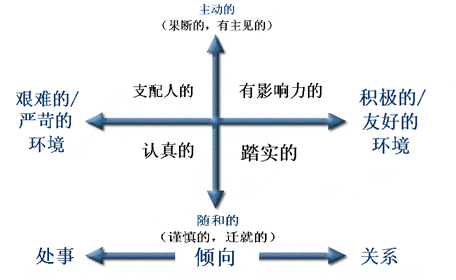 主动的
（果断的，有主见的）
支配人的
有影响力的
艰难的/
严苛的
环境
积极的/
友好的
环境
认真的
踏实的
随和的
（谨慎的，迁就的）
处事
倾向
关系